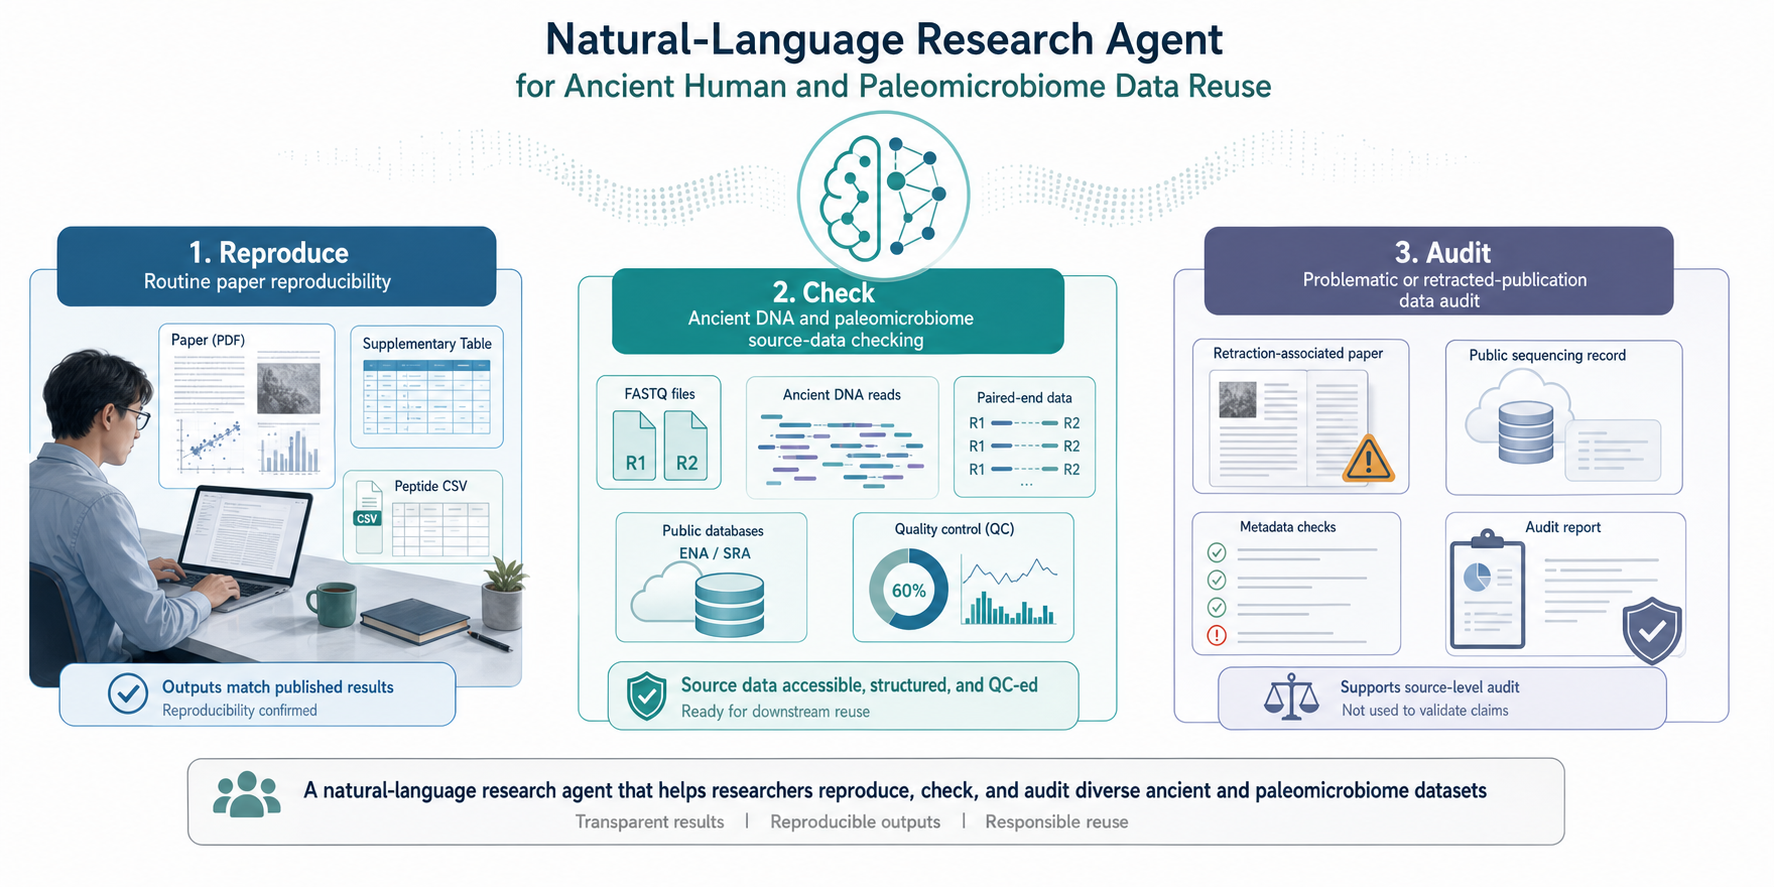 Natural-Language Research Agent
for Ancient Human and Paleomicrobiome Data Reuse
1. Reproduce
Routine paper reproducibility
Paper (PDF)
Supplementary Table
Peptide CSV
CSV
Outputs match published results
Reproducibility confirmed
2. Check
Ancient DNA and paleomicrobiome
source-data checking
FASTQ files
R1 R2
Ancient DNA reads
Paired-end data
R1 R2
R1 R2
R1 R2
...
Public databases
ENA / SRA
Quality control (QC)
60%
Source data accessible, structured, and QC-ed
Ready for downstream reuse
3. Audit
Problematic or retracted-publication
data audit
Retraction-associated paper
Public sequencing record
Metadata checks
Audit report
Supports source-level audit
Not used to validate claims
A natural-language research agent that helps researchers reproduce, check, and audit diverse ancient and paleomicrobiome datasets
Transparent results | Reproducible outputs | Responsible reuse